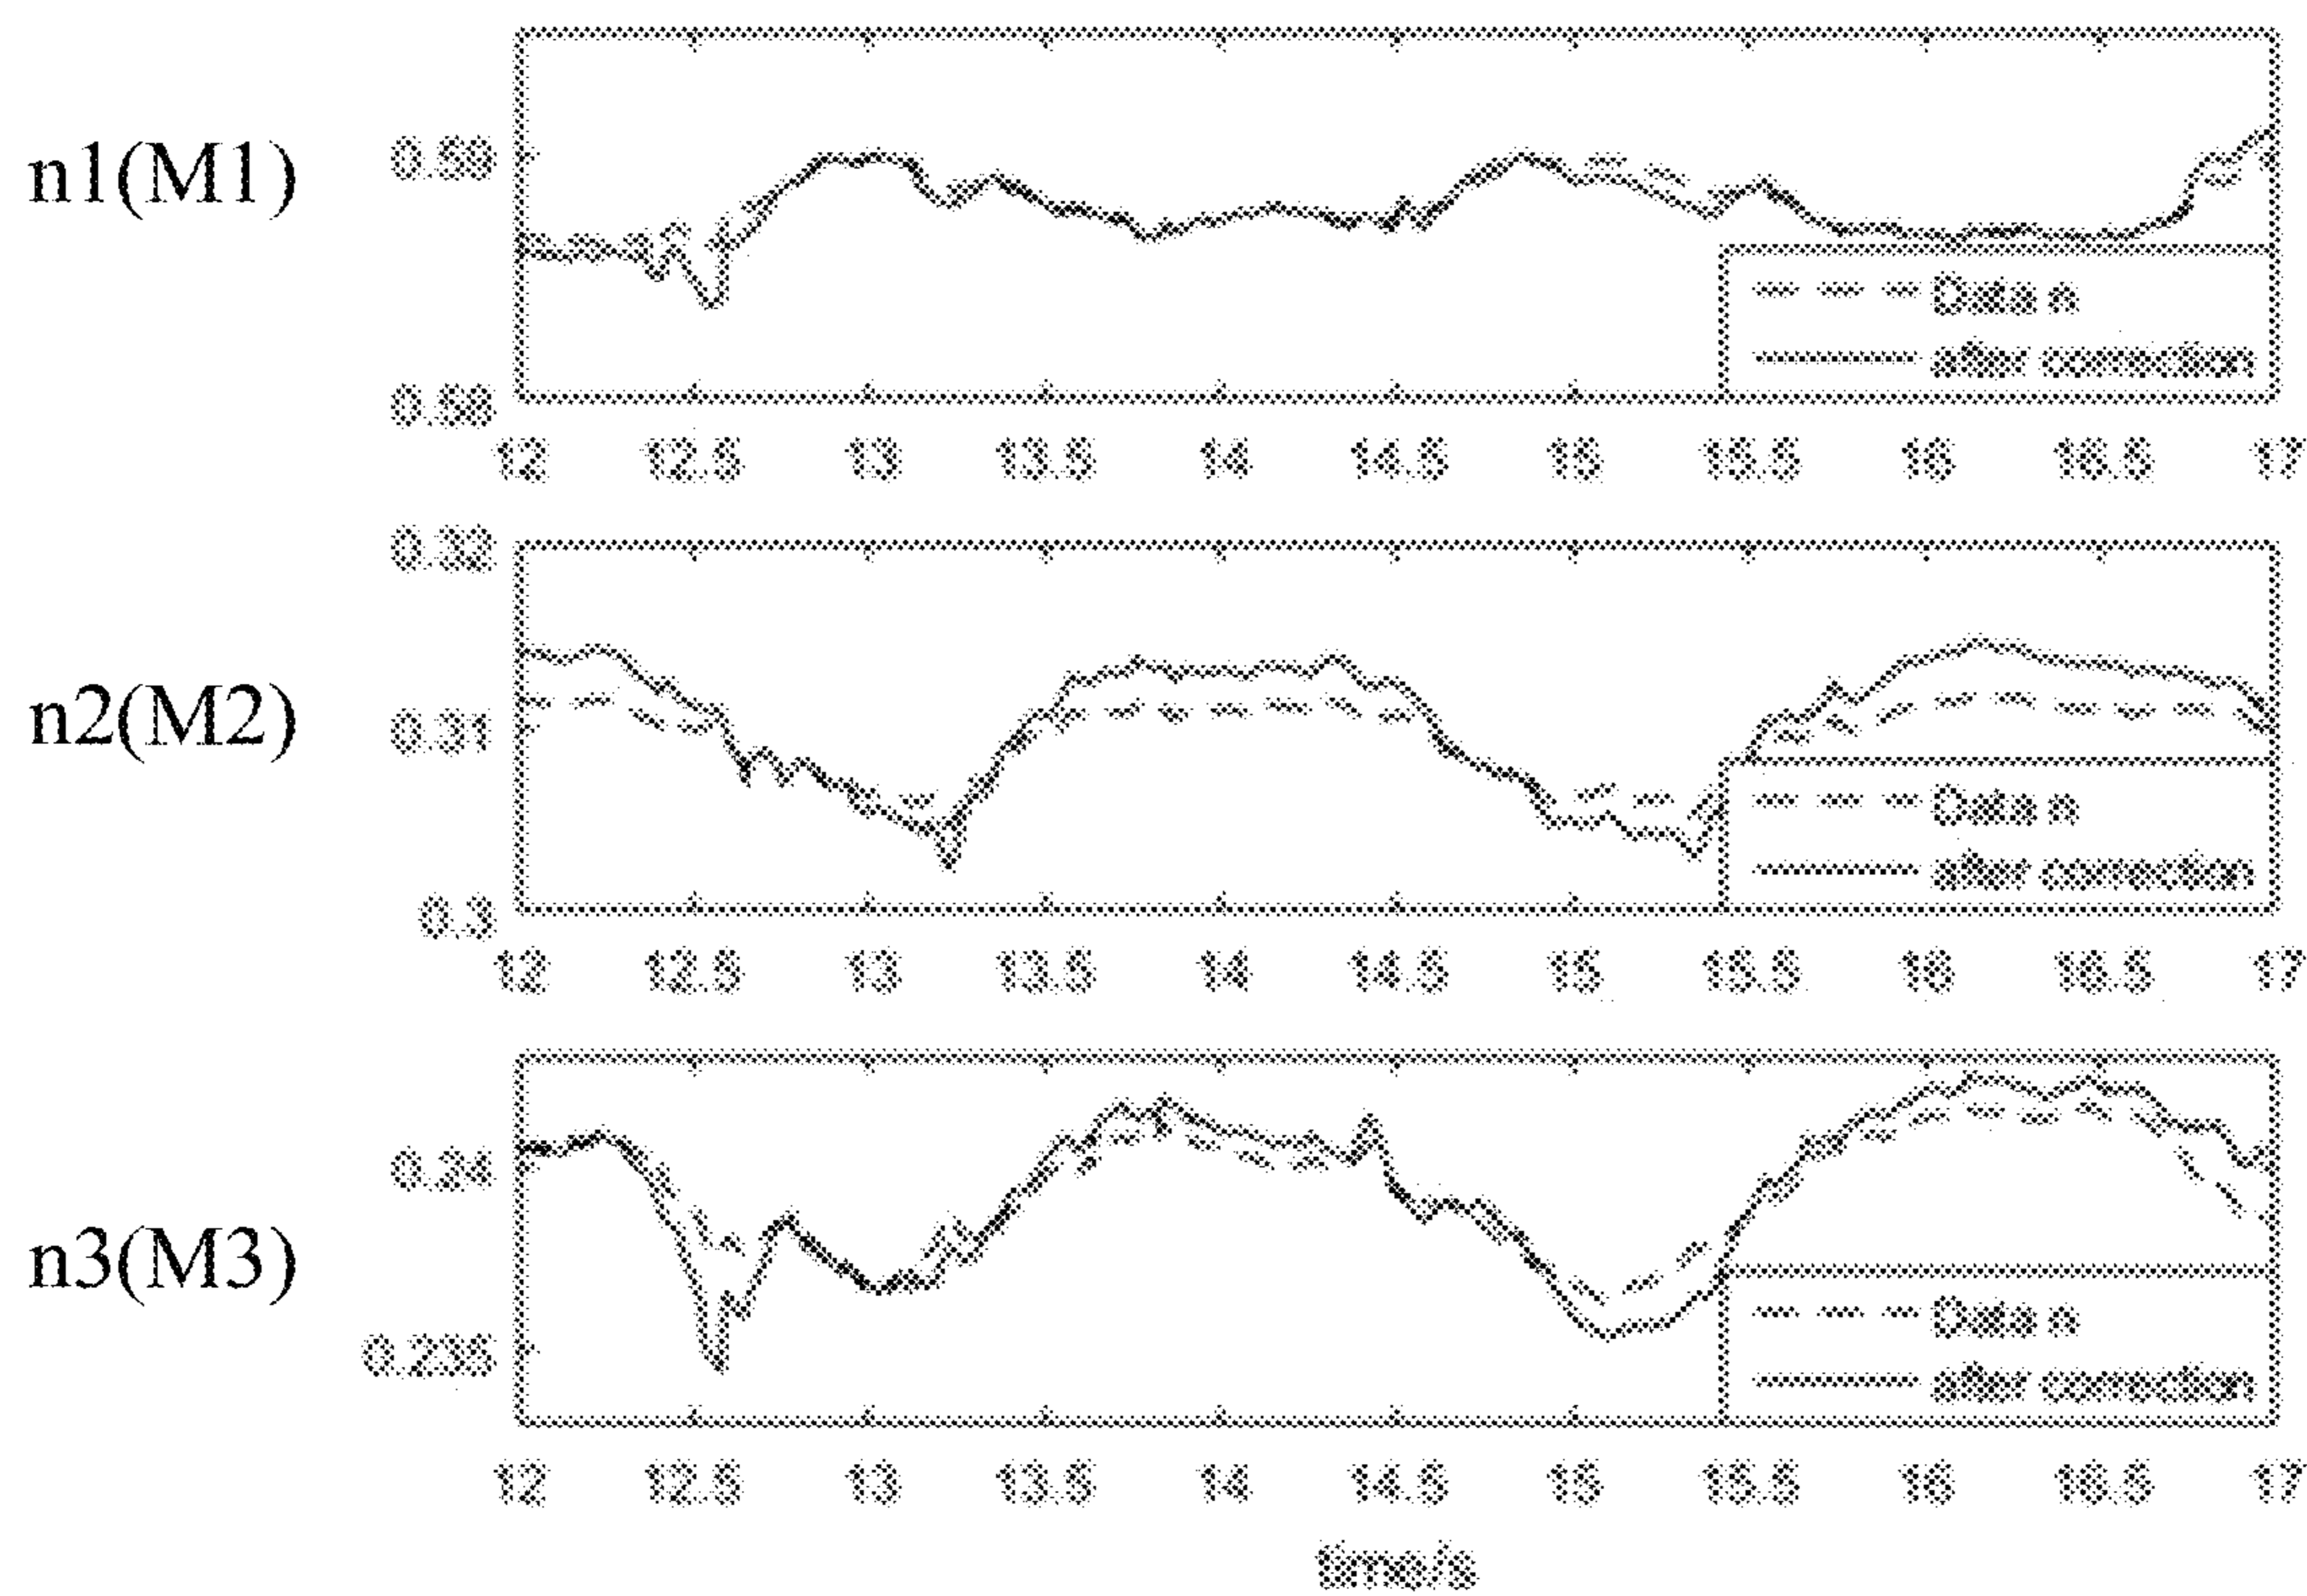 n1(M1)
0.59
0.58
12 12.5 13 13.5 14 14.5 15 15.5 16 16.5 17
Data n
after correction
n2(M2)
0.32
0.31
0.3
12 12.5 13 13.5 14 14.5 15 15.5 16 16.5 17
Data n
after correction
n3(M3)
0.24
0.235
12 12.5 13 13.5 14 14.5 15 15.5 16 16.5 17
Data n
after correction
time/s